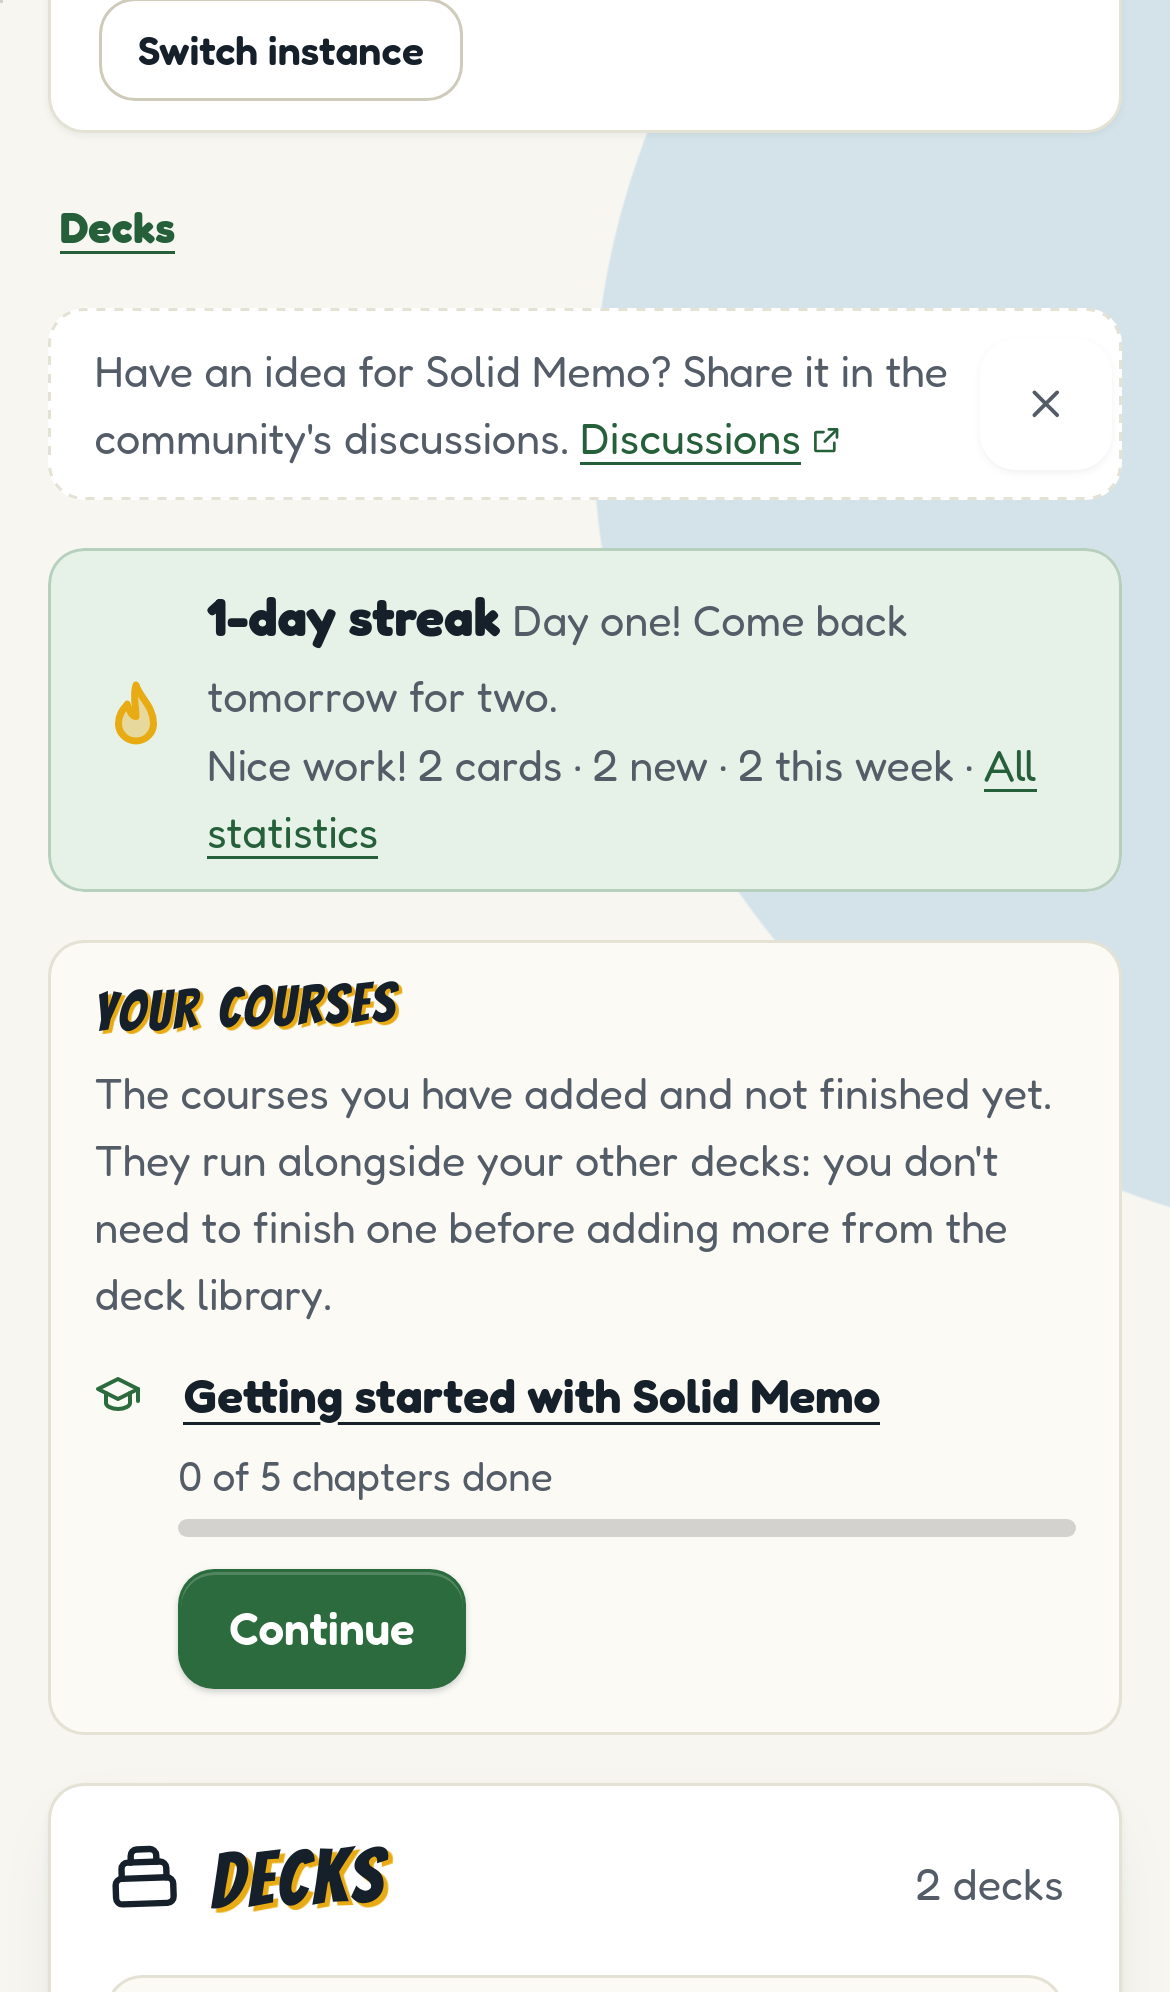 Switch instance
Decks
Have an idea for Solid Memo? Share it in the
community's discussions. Discussions
1-day streak Day one! Come back
tomorrow for two.
Nice work! 2 cards · 2 new · 2 this week · All
statistics
YOUR COURSES
The courses you have added and not finished yet.
They run alongside your other decks: you don't
need to finish one before adding more from the
deck library.
Getting started with Solid Memo
0 of 5 chapters done
Continue
DECKS
2 decks